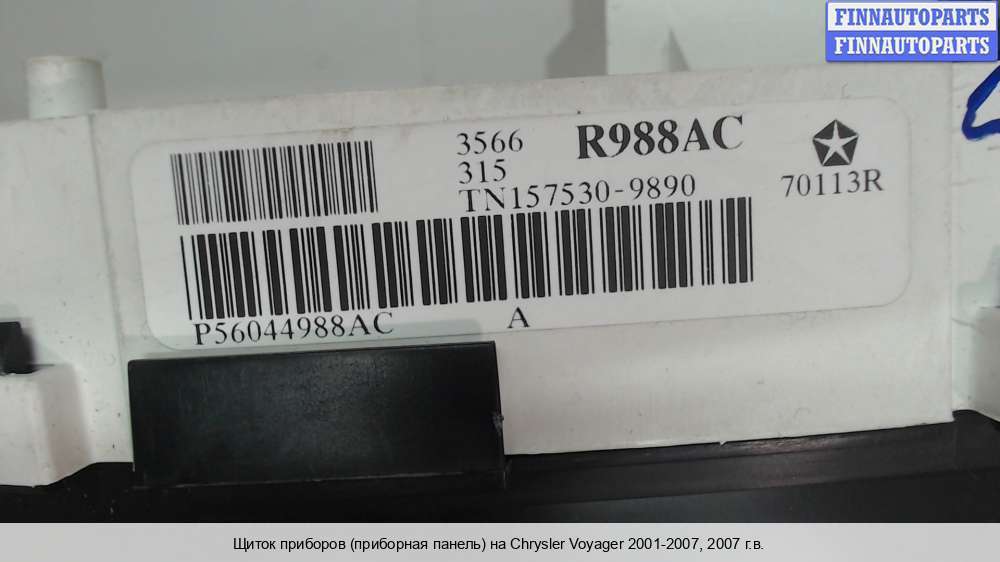 FINNAUTOPARTS
FINNAUTOPARTS
3566 R988AC
315
TN157530-9890 70113R
P56044988AC A
Щиток приборов (приборная панель) на Chrysler Voyager 2001-2007, 2007 г.в.